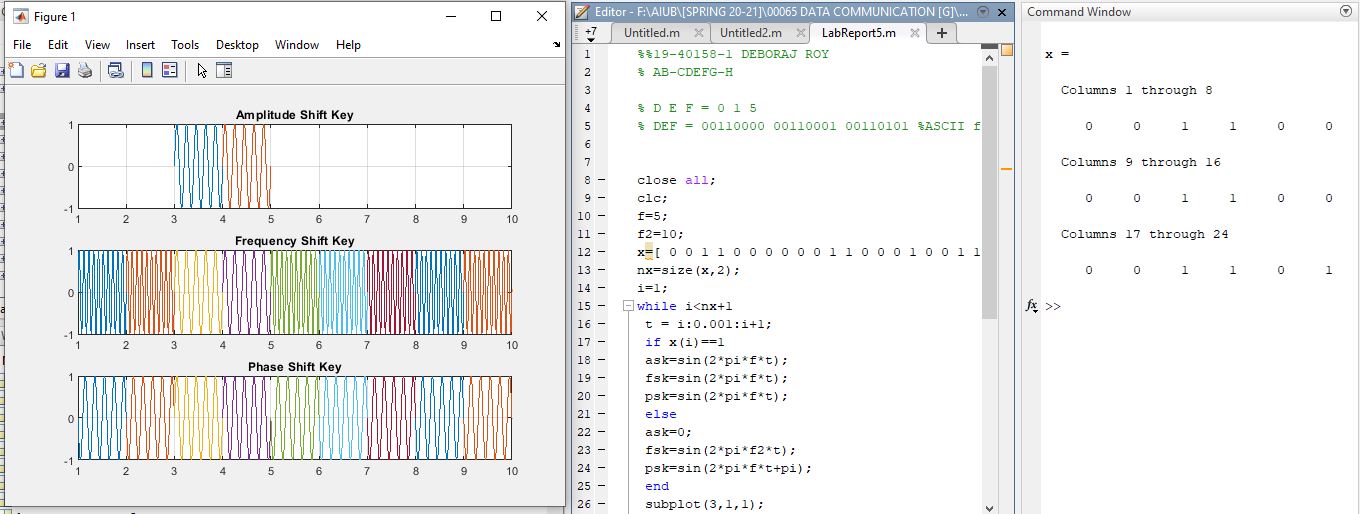 Figure 1
File Edit View Insert Tools Desktop Window Help
Amplitude Shift Key
1
0
-1
1 2 3 4 5 6 7 8 9 10
Frequency Shift Key
1
0
-1
1 2 3 4 5 6 7 8 9 10
Phase Shift Key
1
0
-1
1 2 3 4 5 6 7 8 9 10
Editor - F:\AIUB\[SPRING 20-21]\00065 DATA COMMUNICATION [G]\...
+7 Untitled.m Untitled2.m LabReport5.m
1 %%19-40158-1 DEBORAJ ROY
2 % AB-CDEFG-H
3
4 % D E F = 0 1 5
5 % DEF = 00110000 00110001 00110101 %ASCII f
6
7
8 – close all;
9 – clc;
10 – f=5;
11 – f2=10;
12 – x=[ 0 0 1 1 0 0 0 0 0 0 1 1 0 0 0 1 0 0 1 1
13 – nx=size(x,2);
14 – i=1;
15 – while i<nx+1
16 – t = i:0.001:i+1;
17 – if x(i)==1
18 – ask=sin(2*pi*f*t);
19 – fsk=sin(2*pi*f*t);
20 – psk=sin(2*pi*f*t);
21 – else
22 – ask=0;
23 – fsk=sin(2*pi*f2*t);
24 – psk=sin(2*pi*f*t+pi);
25 – end
26 – subplot(3,1,1);
Command Window
x =
Columns 1 through 8
0 0 1 1 0 0
Columns 9 through 16
0 0 1 1 0 0
Columns 17 through 24
0 0 1 1 0 1
fx >>